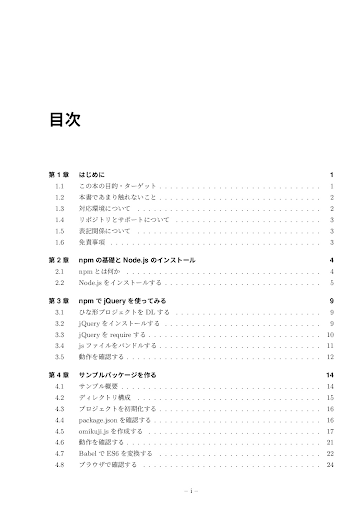 目次
第 1 章 はじめに 1
1.1 この本の目的・ターゲット . . . . . . . . . . . . . . . . . . . . . . . . . . . 1
1.2 本書であまり触れないこと . . . . . . . . . . . . . . . . . . . . . . . . . . . 2
1.3 対応環境について . . . . . . . . . . . . . . . . . . . . . . . . . . . 2
1.4 リポジトリとサポートについて . . . . . . . . . . . . . . . . . . . . . . . . 3
1.5 表記関係について . . . . . . . . . . . . . . . . . . . . . . . . . . . 3
1.6 免責事項 . . . . . . . . . . . . . . . . . . . . . . . . . . . 3
第 2 章 npm の基礎と Node.js のインストール 4
2.1 npm とは何か . . . . . . . . . . . . . . . . . . . . . . . . . . . 4
2.2 Node.js をインストールする . . . . . . . . . . . . . . . . . . . . . . . . . 5
第 3 章 npm で jQuery を使ってみる 9
3.1 ひな形プロジェクトを DL する . . . . . . . . . . . . . . . . . . . . . . . . 9
3.2 jQuery をインストールする . . . . . . . . . . . . . . . . . . . . . . . . . 9
3.3 jQuery を require する . . . . . . . . . . . . . . . . . . . . . . . . . . . 10
3.4 js ファイルをバンドルする . . . . . . . . . . . . . . . . . . . . . . . . . 11
3.5 動作を確認する . . . . . . . . . . . . . . . . . . . . . . . . . . . 12
第 4 章 サンプルパッケージを作る 14
4.1 サンプル概要 . . . . . . . . . . . . . . . . . . . . . . . . . . . 14
4.2 ディレクトリ構成 . . . . . . . . . . . . . . . . . . . . . . . . . . . 15
4.3 プロジェクトを初期化する . . . . . . . . . . . . . . . . . . . . . . . . . . 16
4.4 package.json を確認する . . . . . . . . . . . . . . . . . . . . . . . . . . . 16
4.5 omikuji.js を作成する . . . . . . . . . . . . . . . . . . . . . . . . . . . 17
4.6 動作を確認する . . . . . . . . . . . . . . . . . . . . . . . . . . . 21
4.7 Babel で ES6 を変換する . . . . . . . . . . . . . . . . . . . . . . . . . . 22
4.8 ブラウザで確認する . . . . . . . . . . . . . . . . . . . . . . . . . . . 24
– i –